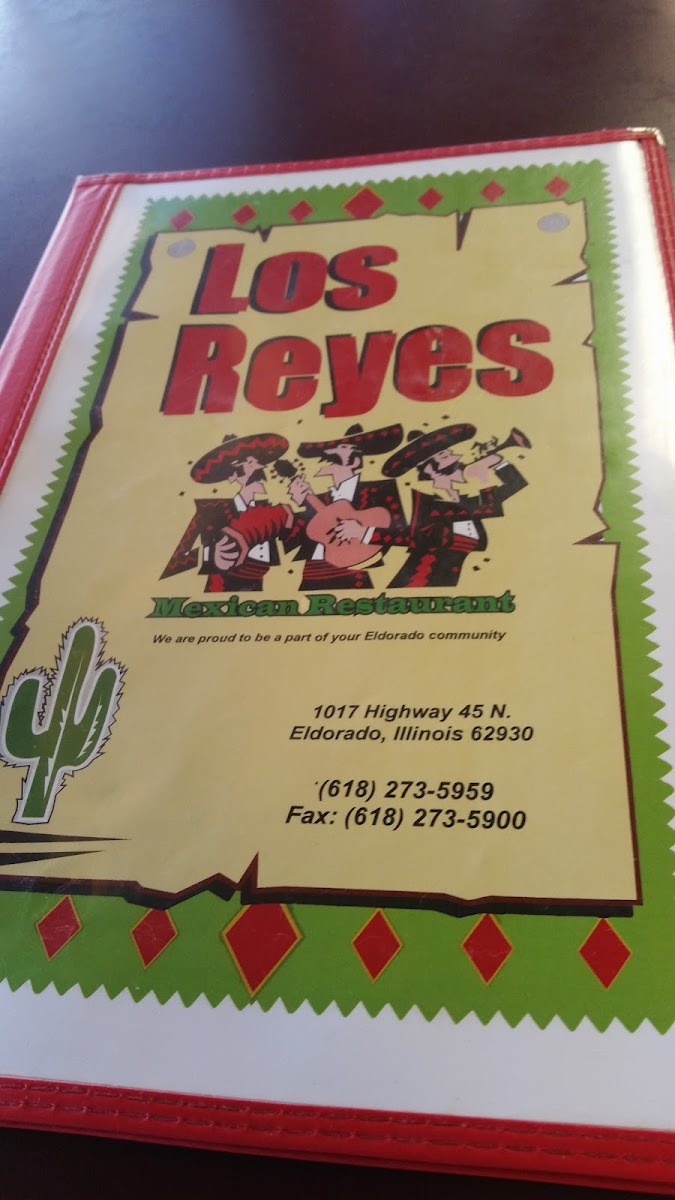 Los
Reyes
Mexican Restaurant
We are proud to be a part of your Eldorado community
1017 Highway 45 N.
Eldorado, Illinois 62930
(618) 273-5959
Fax: (618) 273-5900